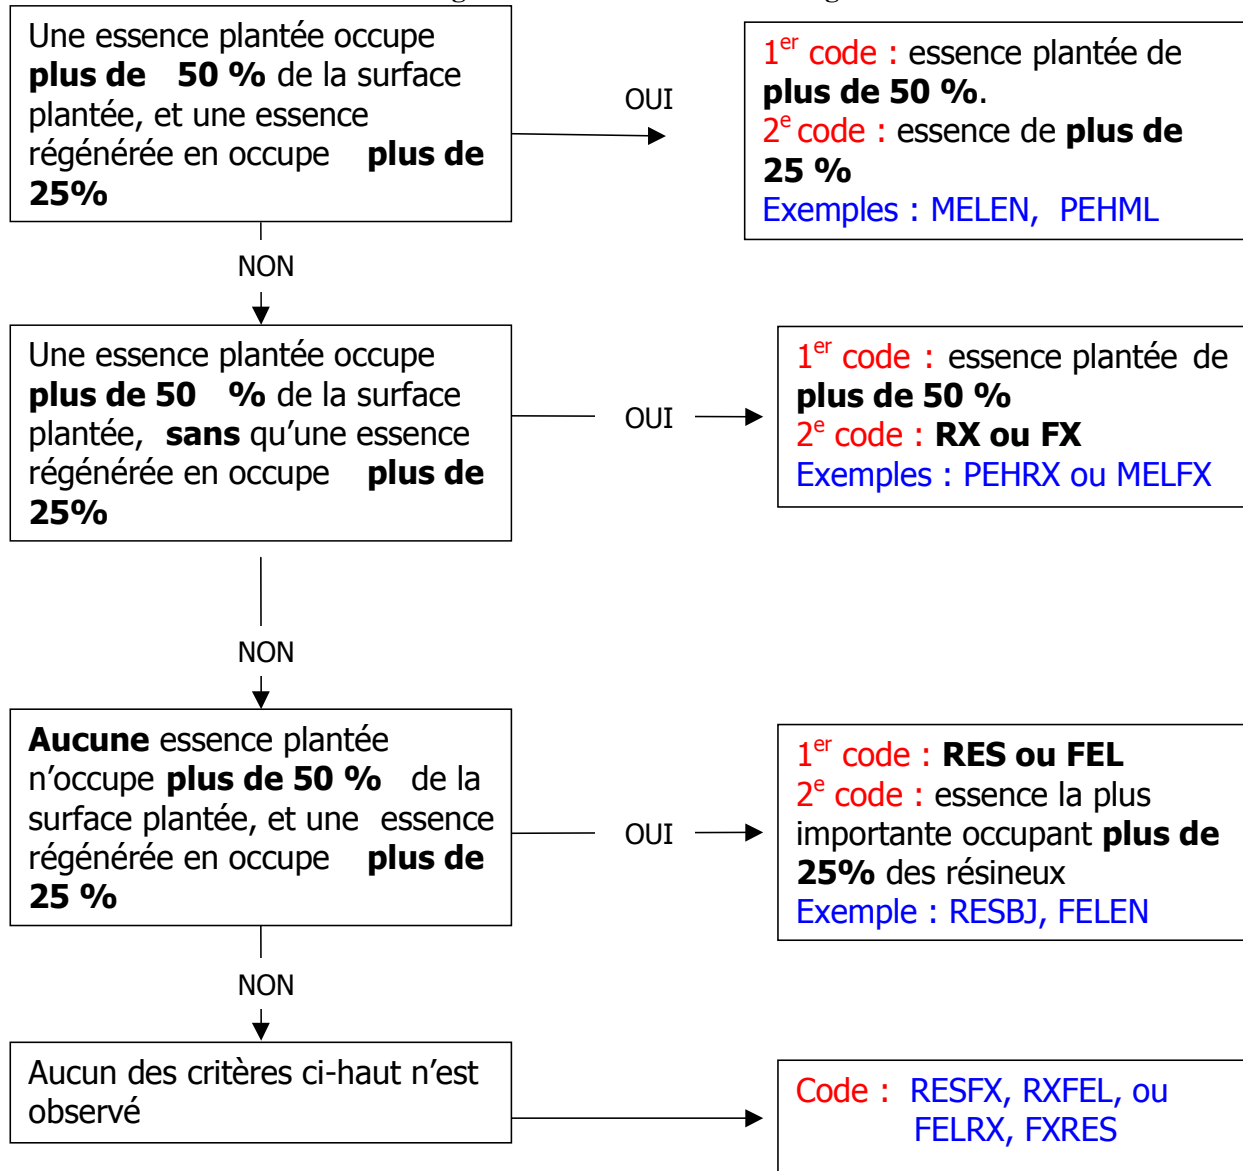 Une essence plantée occupe
plus de 50 % de la surface
plantée, et une essence
régénérée en occupe plus de
25%
OUI
1er code : essence plantée de
plus de 50 %.
2e code : essence de plus de
25 %
Exemples : MELEN, PEHML
NON
Une essence plantée occupe
plus de 50 % de la surface
plantée, sans qu’une essence
régénérée en occupe plus de
25%
OUI
1er code : essence plantée de
plus de 50 %
2e code : RX ou FX
Exemples : PEHRX ou MELFX
NON
Aucune essence plantée
n’occupe plus de 50 % de la
surface plantée, et une essence
régénérée en occupe plus de
25 %
OUI
1er code : RES ou FEL
2e code : essence la plus
importante occupant plus de
25% des résineux
Exemple : RESBJ, FELEN
NON
Aucun des critères ci-haut n’est
observé
Code : RESFX, RXFEL, ou
FELRX, FXRES